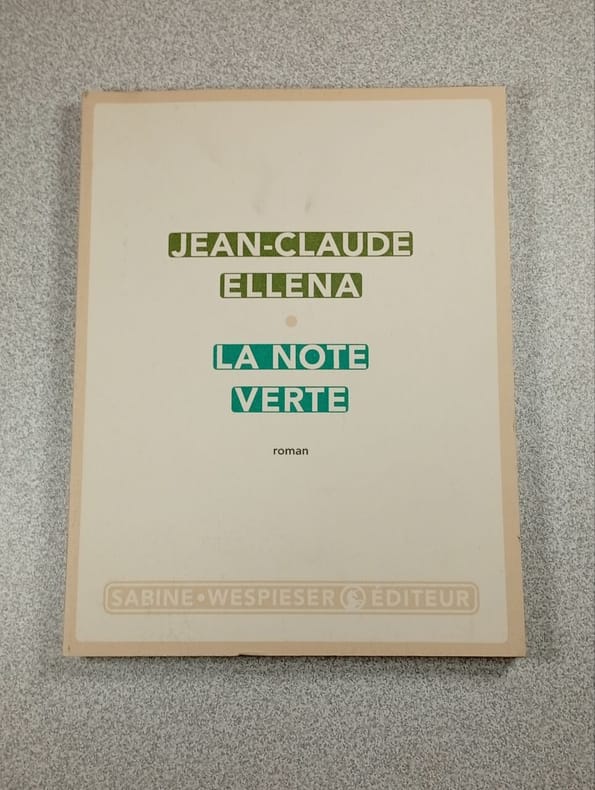 JEAN-CLAUDE
ELLENA
LA NOTE
VERTE
roman
SABINE•WESPIESER ÉDITEUR